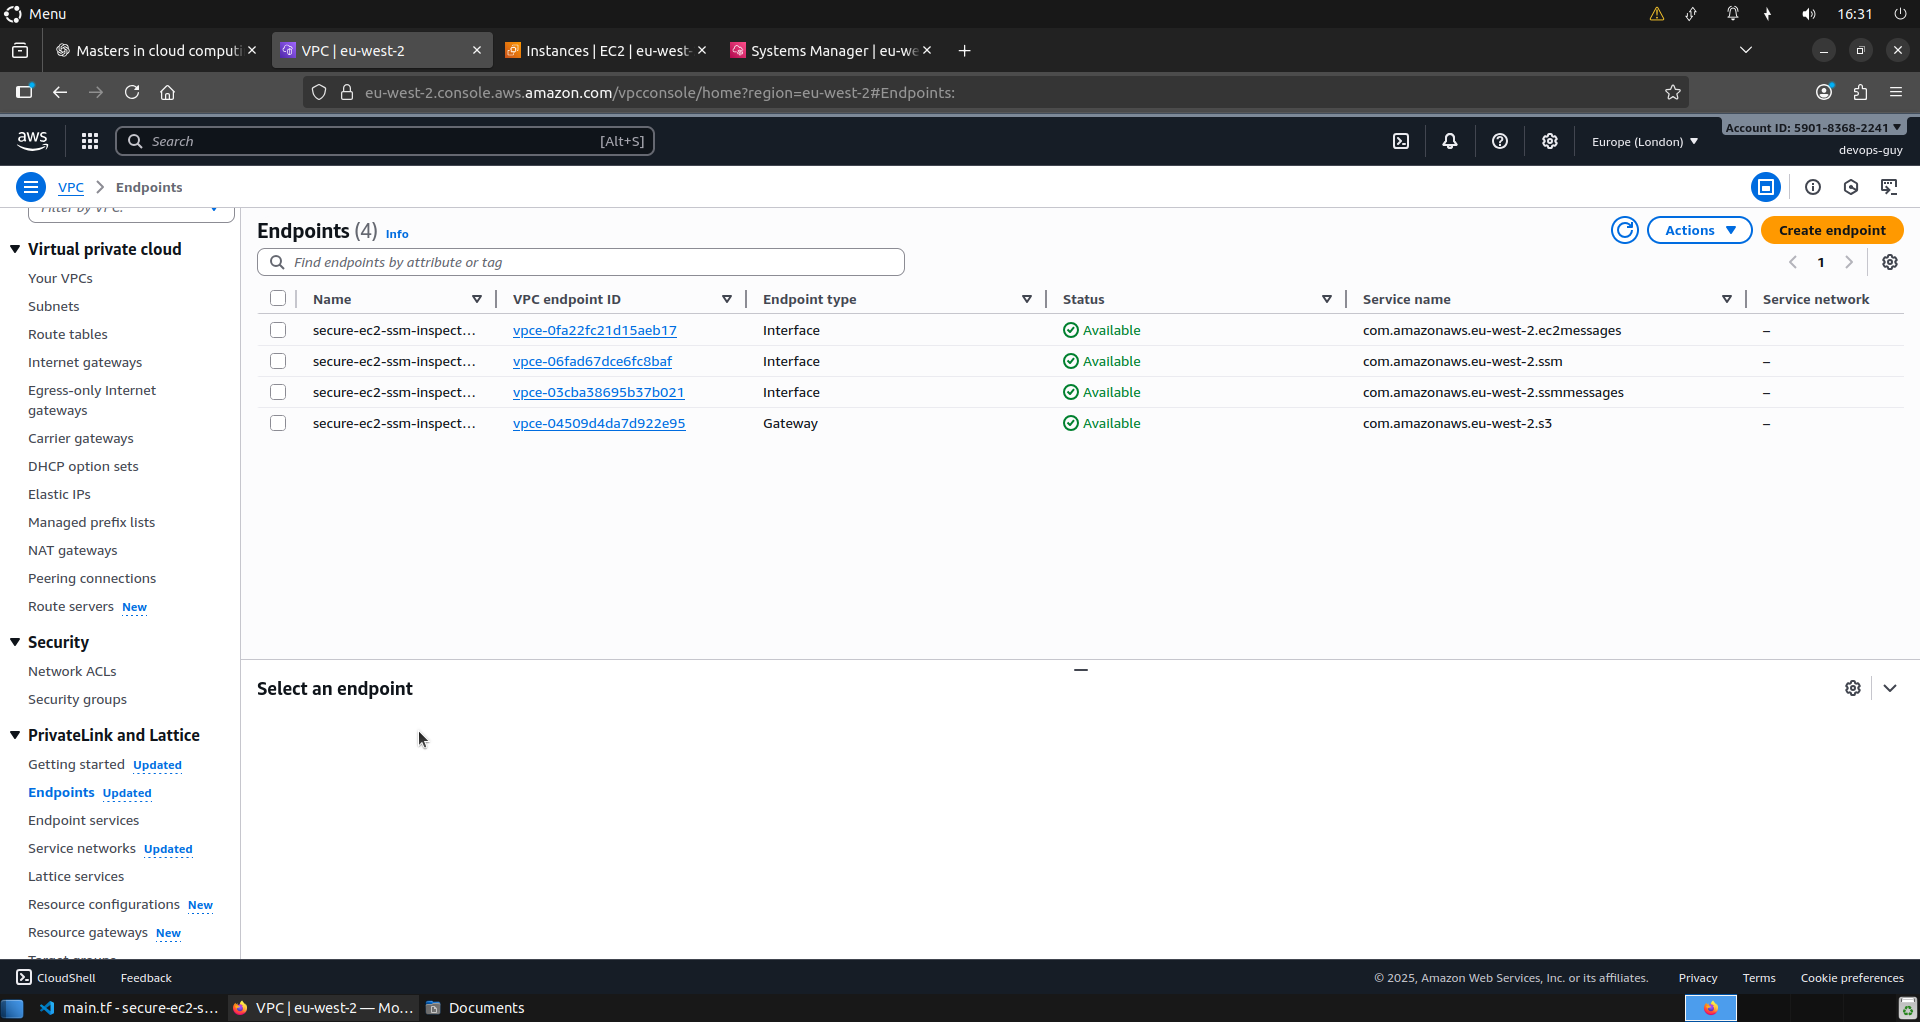 Menu
16:31
Masters in cloud computi
VPC | eu-west-2
Instances | EC2 | eu-west-
Systems Manager | eu-we
eu-west-2.console.aws.amazon.com/vpcconsole/home?region=eu-west-2#Endpoints:
aws
Search
[Alt+S]
Europe (London)
Account ID: 5901-8368-2241
devops-guy
VPC
Endpoints
Filter by VPC:
Virtual private cloud
Your VPCs
Subnets
Route tables
Internet gateways
Egress-only Internet
gateways
Carrier gateways
DHCP option sets
Elastic IPs
Managed prefix lists
NAT gateways
Peering connections
Route servers New
Security
Network ACLs
Security groups
PrivateLink and Lattice
Getting started Updated
Endpoints Updated
Endpoint services
Service networks Updated
Lattice services
Resource configurations New
Resource gateways New
Target groups
Endpoints (4) Info
Actions
Create endpoint
Find endpoints by attribute or tag
1
Name VPC endpoint ID Endpoint type Status Service name Service network
secure-ec2-ssm-inspect... vpce-0fa22fc21d15aeb17 Interface Available com.amazonaws.eu-west-2.ec2messages –
secure-ec2-ssm-inspect... vpce-06fad67dce6fc8baf Interface Available com.amazonaws.eu-west-2.ssm –
secure-ec2-ssm-inspect... vpce-03cba38695b37b021 Interface Available com.amazonaws.eu-west-2.ssmmessages –
secure-ec2-ssm-inspect... vpce-04509d4da7d922e95 Gateway Available com.amazonaws.eu-west-2.s3 –
Select an endpoint
CloudShell Feedback
© 2025, Amazon Web Services, Inc. or its affiliates. Privacy Terms Cookie preferences
main.tf - secure-ec2-s...
VPC | eu-west-2 — Mo...
Documents